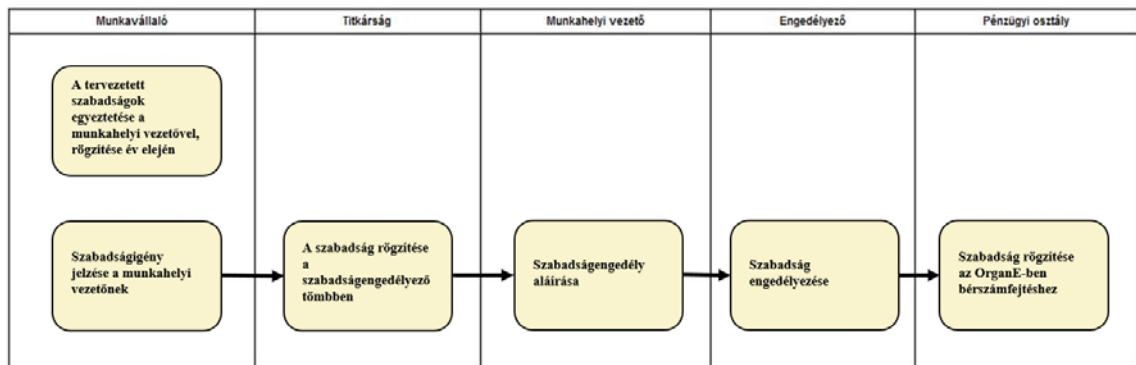 Munkavállaló
Titkárság
Munkahelyi vezető
Engedélyező
Pénzügyi osztály
A tervezetett
szabadságok
egyeztetése a
munkahelyi vezetővel,
rögzítése év elején
Szabadságigény
jelzése a munkahelyi
vezetőnek
A szabadság rögzítése
a
szabadságengedélyező
tömbben
Szabadságengedély
aláírása
Szabadság
engedélyezése
Szabadság rögzítése
az OrganE-ben
bérszámfejtéshez